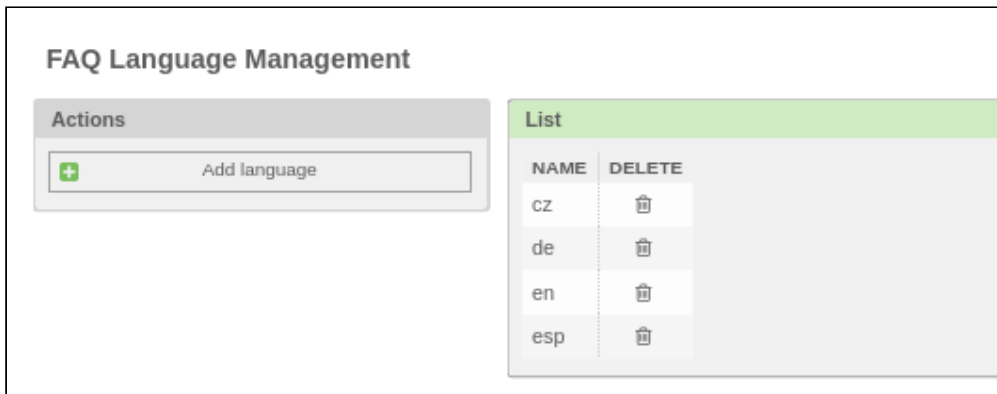 FAQ Language Management
Actions
Add language
List
NAME DELETE
cz
de
en
esp